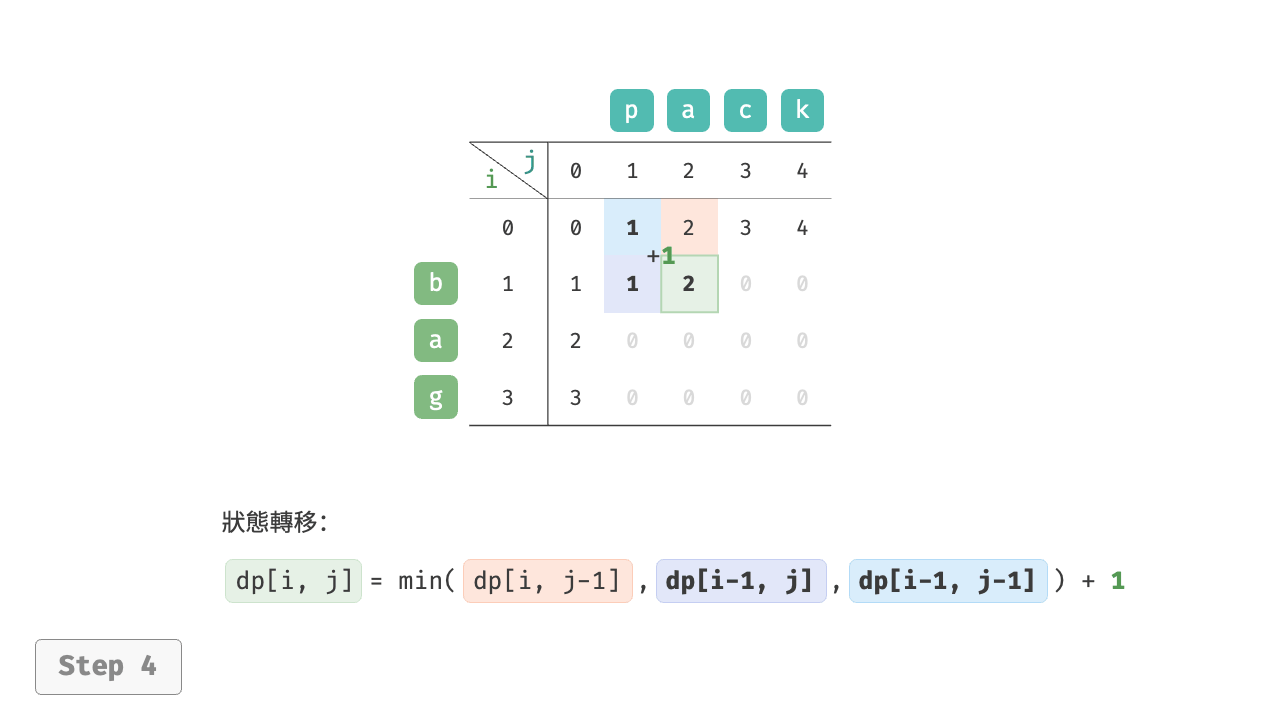 p a c k
j
i
0 1 2 3 4
0 0 1 2 3 4
+1
b 1 1 1 2 0 0
a 2 2 0 0 0 0
g 3 3 0 0 0 0
狀態轉移：
dp[i, j] = min( dp[i, j-1] , dp[i-1, j] , dp[i-1, j-1] ) + 1
Step 4